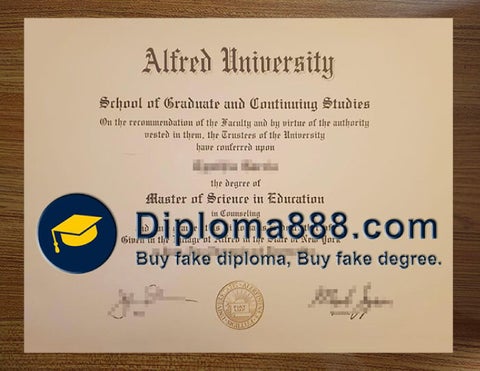 Alfred University
School of Graduate and Continuing Studies
On the recommendation of the Faculty and by virtue of the authority
vested in them, the Trustees of the University
have conferred upon
the degree of
Master of Science in Education
in Counseling
Diploma888.com
Given in the Village of Alfred in the State of New York
Buy fake diploma, Buy fake degree.